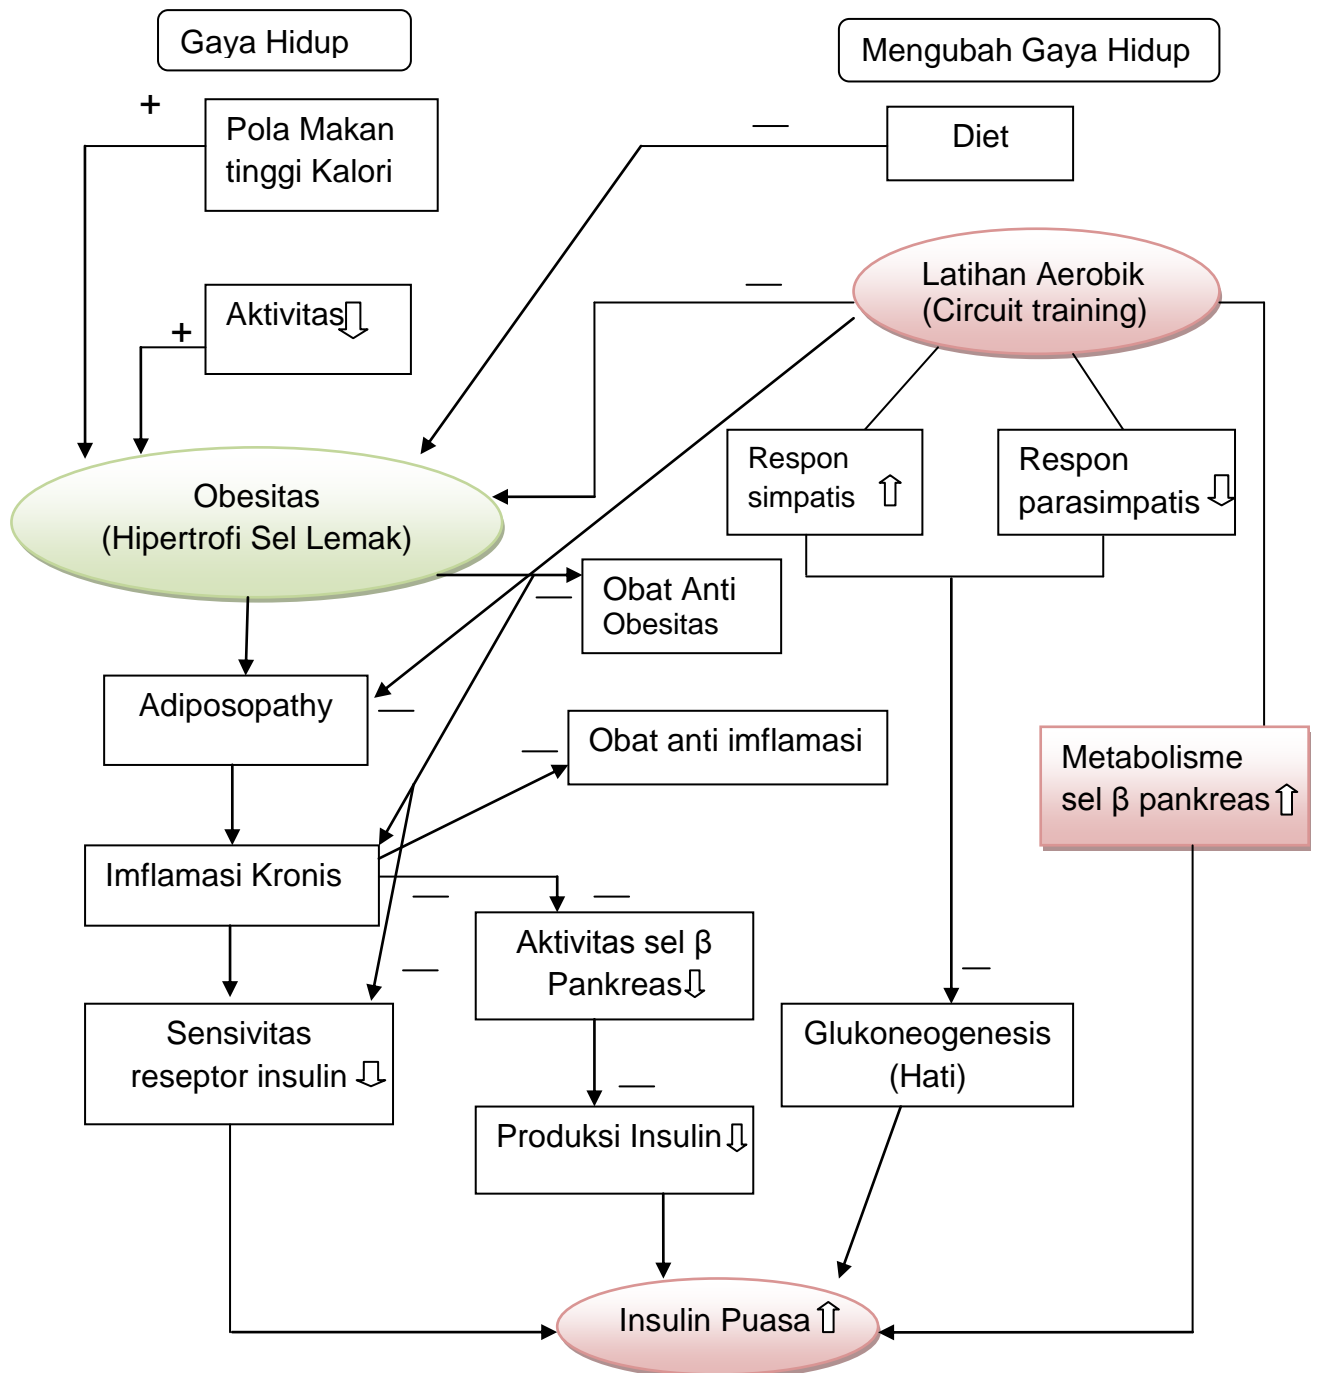 Gaya Hidup
Mengubah Gaya Hidup
+
Pola Makan
tinggi Kalori
—
Diet
+
Aktivitas⇩
—
Latihan Aerobik
(Circuit training)
Respon
simpatis ⇧
Respon
parasimpatis ⇩
Obesitas
(Hipertrofi Sel Lemak)
—
Obat Anti
Obesitas
Adiposopathy
—
—
Obat anti imflamasi
Metabolisme
sel β pankreas ⇧
Imflamasi Kronis
—
—
Aktivitas sel β
Pankreas⇩
—
—
Sensivitas
reseptor insulin ⇩
Glukoneogenesis
(Hati)
—
Produksi Insulin⇩
Insulin Puasa ⇧